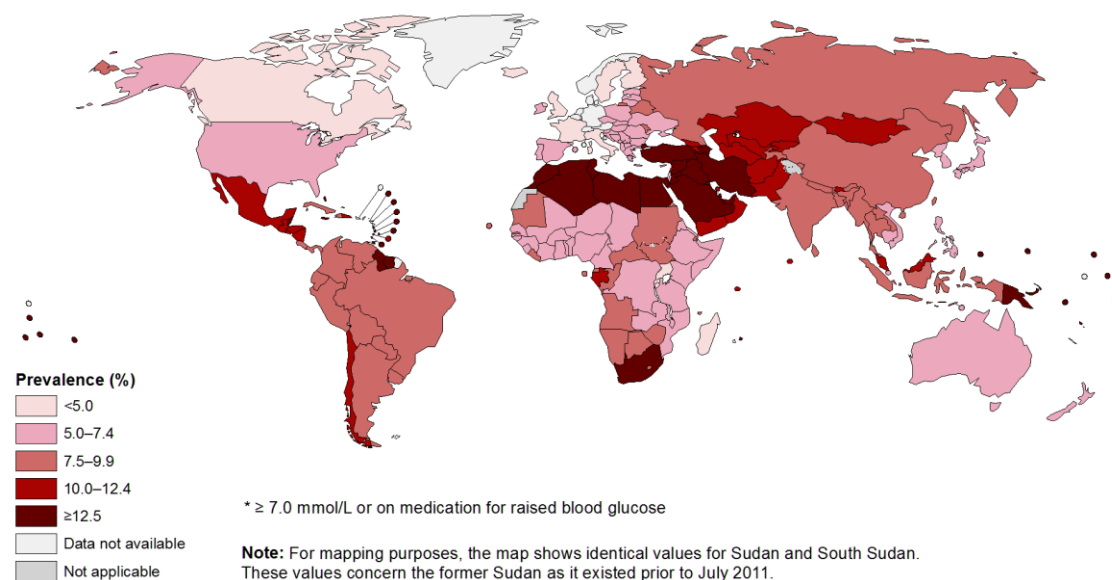 Prevalence (%)
<5.0
5.0–7.4
7.5–9.9
10.0–12.4
≥12.5
Data not available
Not applicable
* ≥ 7.0 mmol/L or on medication for raised blood glucose
Note: For mapping purposes, the map shows identical values for Sudan and South Sudan.
These values concern the former Sudan as it existed prior to July 2011.